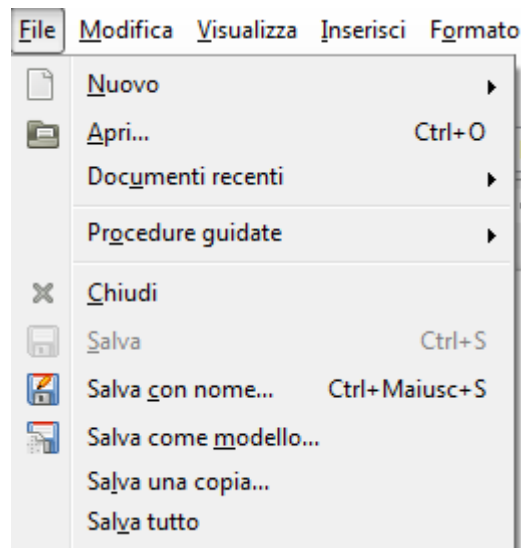 File Modifica Visualizza Inserisci Formato
Nuovo
Apri... Ctrl+O
Documenti recenti
Procedure guidate
Chiudi
Salva Ctrl+S
Salva con nome... Ctrl+Maiusc+S
Salva come modello...
Salva una copia...
Salva tutto